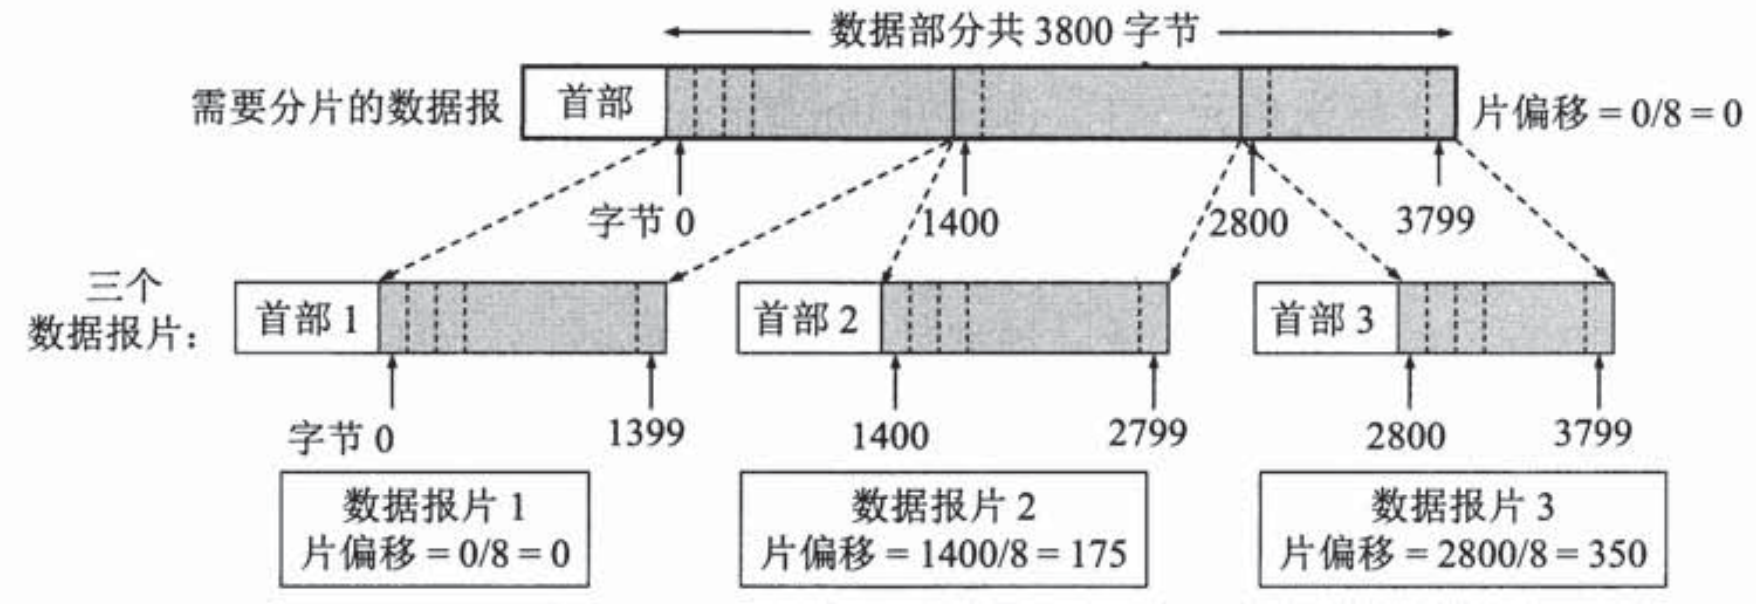 数据部分共 3800 字节
需要分片的数据报
首部
片偏移 = 0/8 = 0
字节 0
1400
2800
3799
三个
数据报片：
首部 1
首部 2
首部 3
字节 0
1399
1400
2799
2800
3799
数据报片 1
片偏移 = 0/8 = 0
数据报片 2
片偏移 = 1400/8 = 175
数据报片 3
片偏移 = 2800/8 = 350